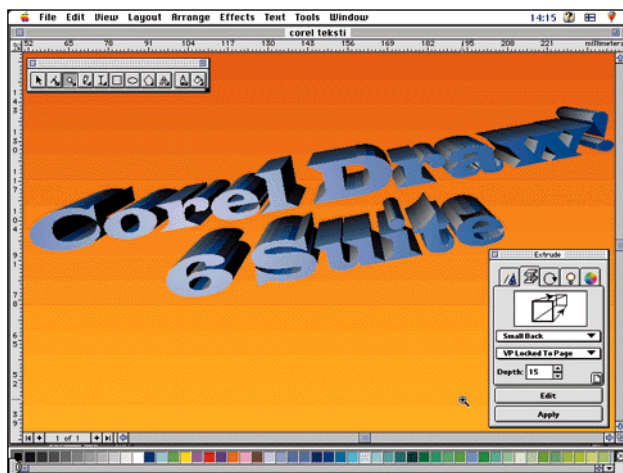 File Edit View Layout Arrange Effects Text Tools Window 14:15
corel teksti
52 65 78 91 104 117 130 143 156 169 182 195 208 221 millimeters
Corel Draw!
6 Suite
Extrude
Small Back
VP Locked To Page
Depth: 15
Edit
Apply
1 of 1